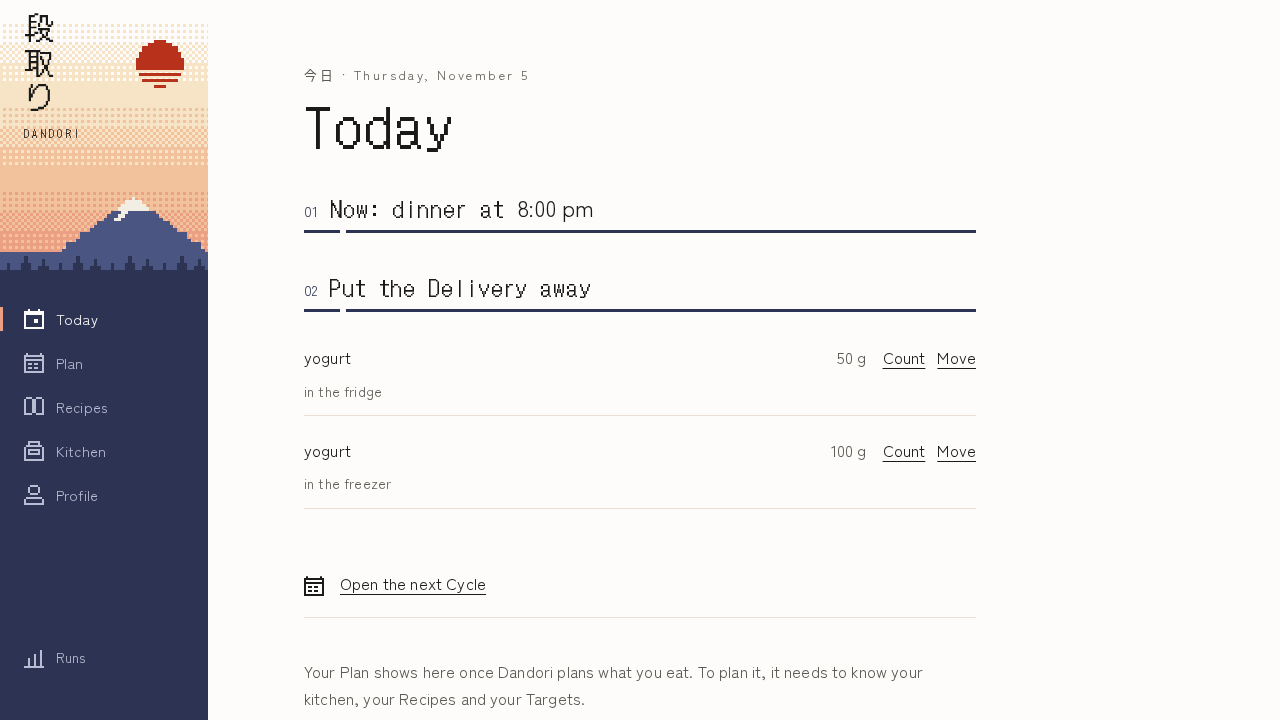 段取り
DANDORI
Today
Plan
Recipes
Kitchen
Profile
Runs
今日 · Thursday, November 5
Today
01 Now: dinner at 8:00 pm
02 Put the Delivery away
yogurt 50 g Count Move
in the fridge
yogurt 100 g Count Move
in the freezer
Open the next Cycle
Your Plan shows here once Dandori plans what you eat. To plan it, it needs to know your
kitchen, your Recipes and your Targets.